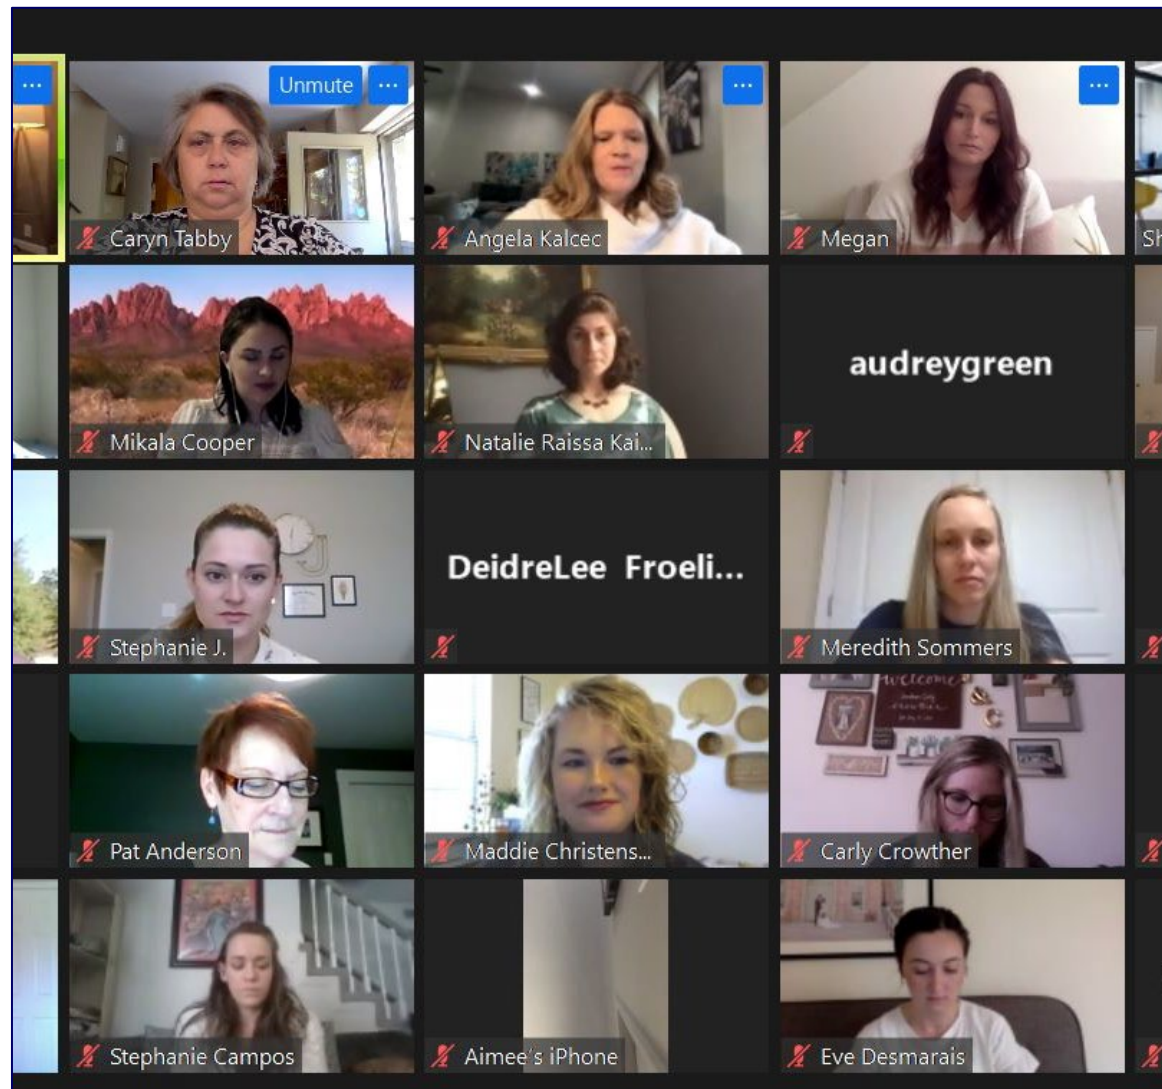 Unmute
Caryn Tabby
Angela Kalcec
Megan
Sh
Mikala Cooper
Natalie Raissa Kai...
audreygreen
Stephanie J.
DeidreLee Froeli...
Meredith Sommers
welcome
&
Pat Anderson
Maddie Christens...
Carly Crowther
Stephanie Campos
Aimee's iPhone
Eve Desmarais